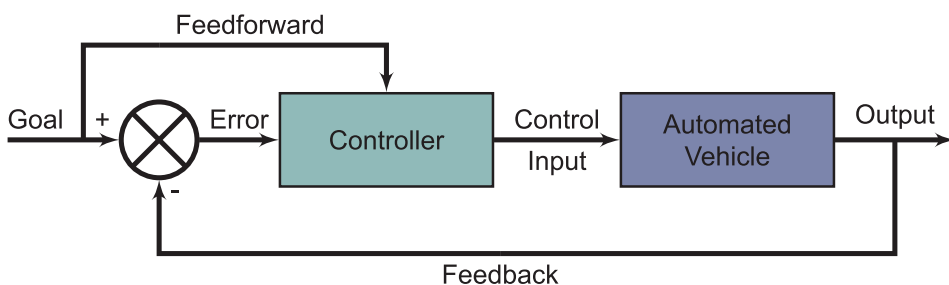 Feedforward
Goal
+
Error
Controller
Control
Input
Automated
Vehicle
Output
-
Feedback